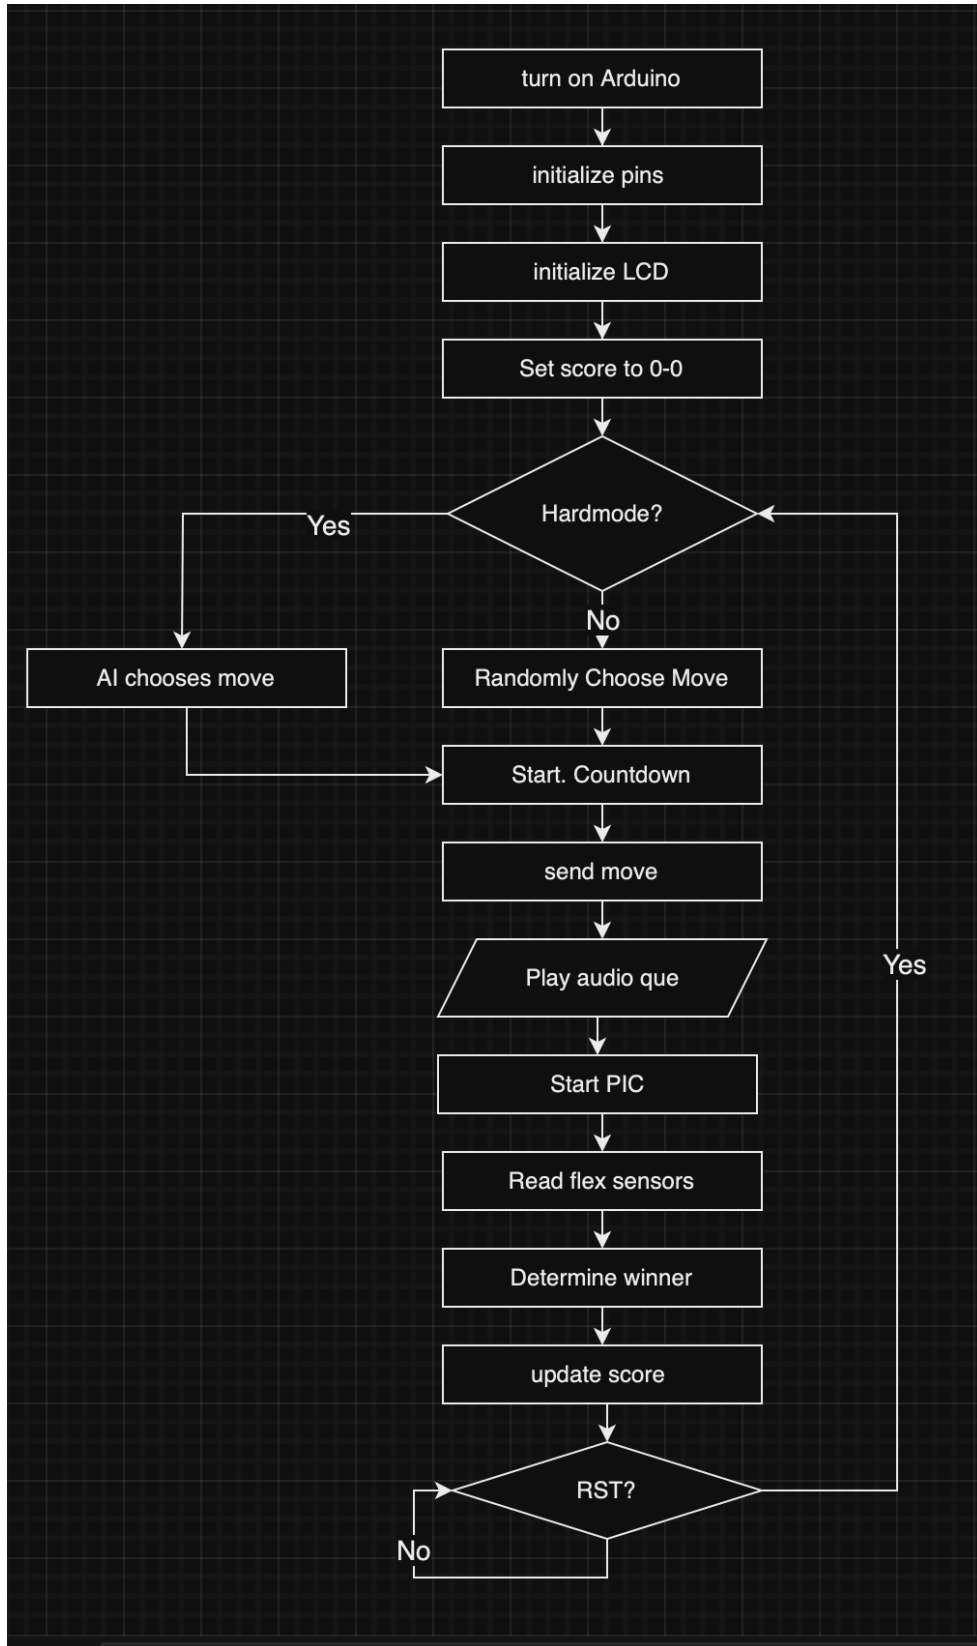 turn on Arduino
initialize pins
initialize LCD
Set score to 0-0
Hardmode?
Yes
No
AI chooses move
Randomly Choose Move
Start. Countdown
send move
Yes
Play audio que
Start PIC
Read flex sensors
Determine winner
update score
RST?
No